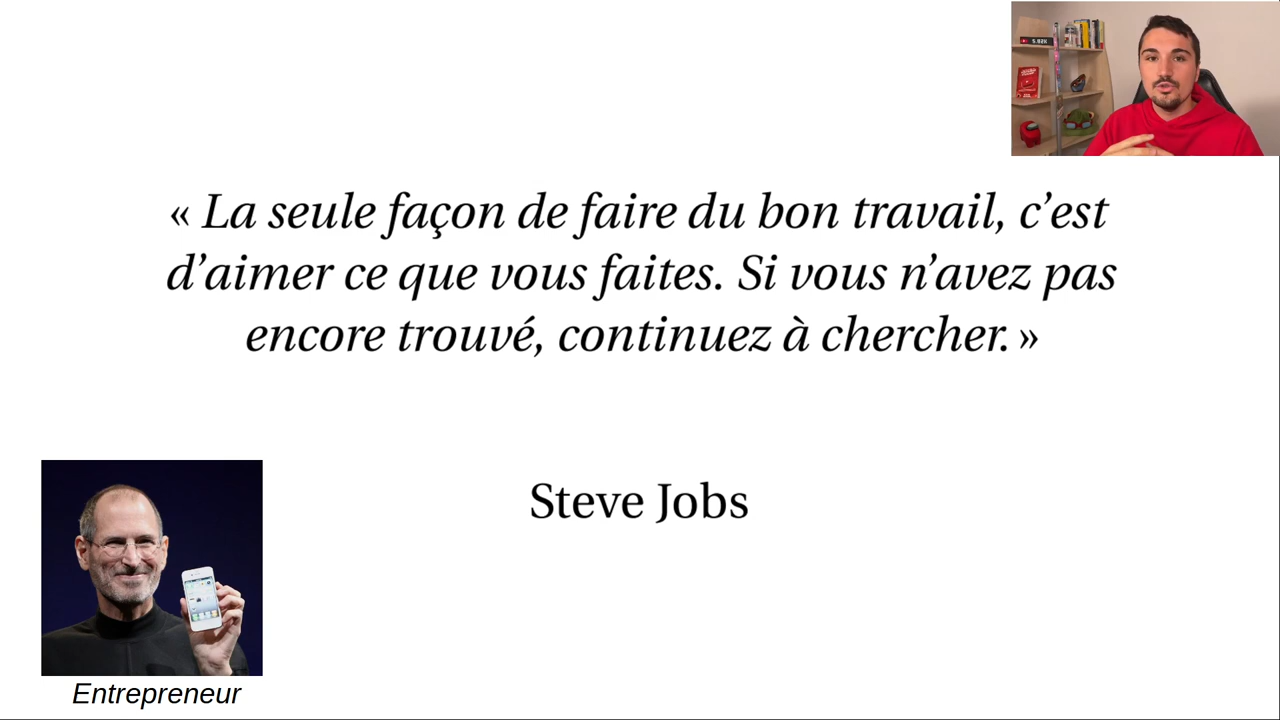 « La seule façon de faire du bon travail, c’est
d’aimer ce que vous faites. Si vous n’avez pas
encore trouvé, continuez à chercher. »
Steve Jobs
Entrepreneur